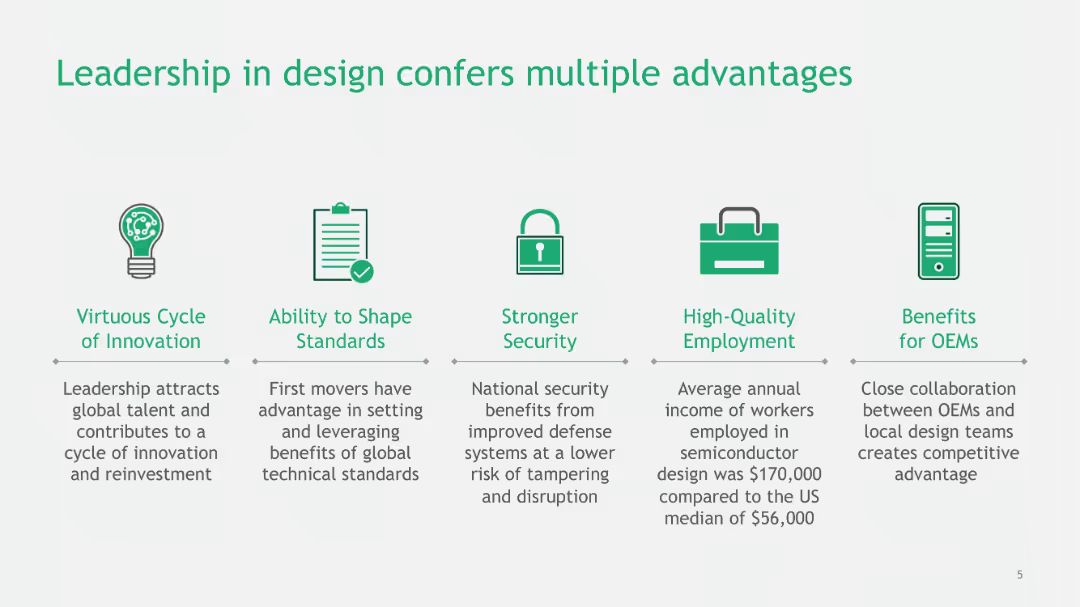 Leadership in design confers multiple advantages
Virtuous Cycle
of Innovation
Leadership attracts
global talent and
contributes to a
cycle of innovation
and reinvestment
Ability to Shape
Standards
First movers have
advantage in setting
and leveraging
benefits of global
technical standards
Stronger
Security
National security
benefits from
improved defense
systems at a lower
risk of tampering
and disruption
High-Quality
Employment
Average annual
income of workers
employed in
semiconductor
design was $170,000
compared to the US
median of $56,000
Benefits
for OEMs
Close collaboration
between OEMs and
local design teams
creates competitive
advantage
5